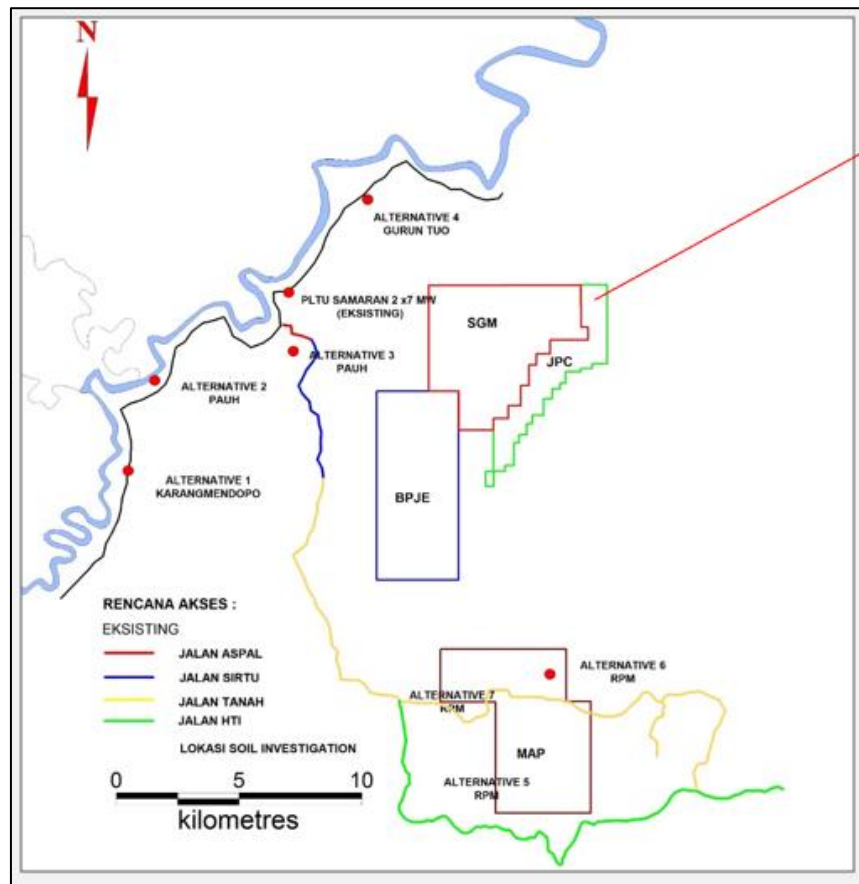 N
ALTERNATIVE 4
GURUN TUO
PLTU SAMARAN 2 x7 MW
(EKSISTING)
SGM
ALTERNATIVE 3
PAUH
JPC
ALTERNATIVE 2
PAUH
ALTERNATIVE 1
KARANGMENDOPO
BPJE
RENCANA AKSES :
EKSISTING
JALAN ASPAL
JALAN SIRTU
JALAN TANAH
JALAN HTI
LOKASI SOIL INVESTIGATION
0 5 10
kilometres
ALTERNATIVE 6
RPM
ALTERNATIVE 7
RPM
MAP
ALTERNATIVE 5
RPM